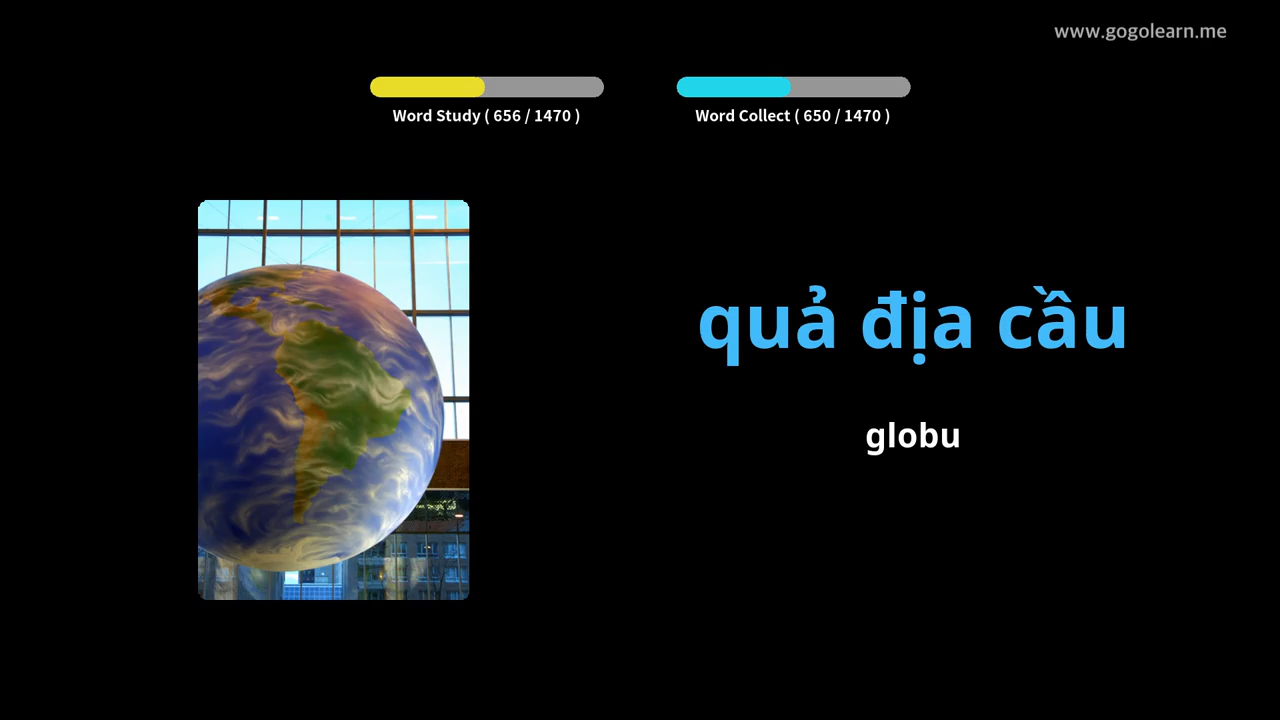 www.gogolearn.me
Word Study ( 656 / 1470 )
Word Collect ( 650 / 1470 )
quả địa cầu
globu